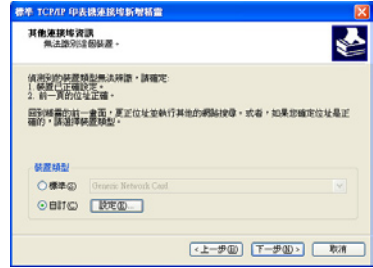 標準 TCP/IP 印表機連接埠新增精靈
其他連接埠資訊
無法識別這個裝置。
偵測到的裝置類型無法辨識。請確定:
1. 裝置已正確設定。
2. 前一頁的位址正確。
回到精靈的前一畫面，更正位址並執行其他的網路搜尋。或者，如果您確定位址是正
確的，請選擇裝置類型。
裝置類型
標準(S) Generic Network Card
自訂(C) 設定(E)...
<上一步(B) 下一步(N)> 取消